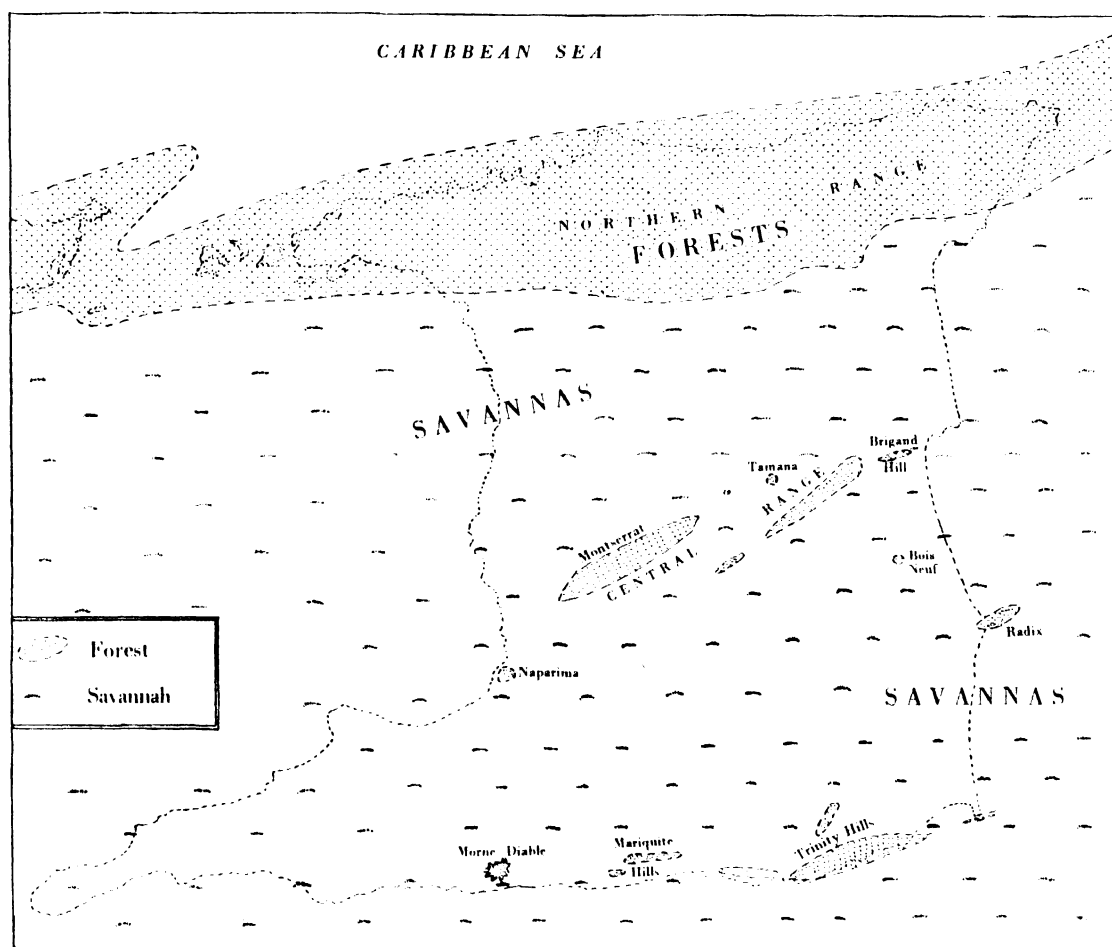 CARIBBEAN SEA
NORTHERN RANGE
FORESTS
SAVANNAS
Brigand
Hill
Tamana
RANGE
Montserrat
CENTRAL
Bois
Neuf
Radix
Forest
Savannah
Naparima
SAVANNAS
Morne Diable
Mariquite
Hills
Trinity Hills